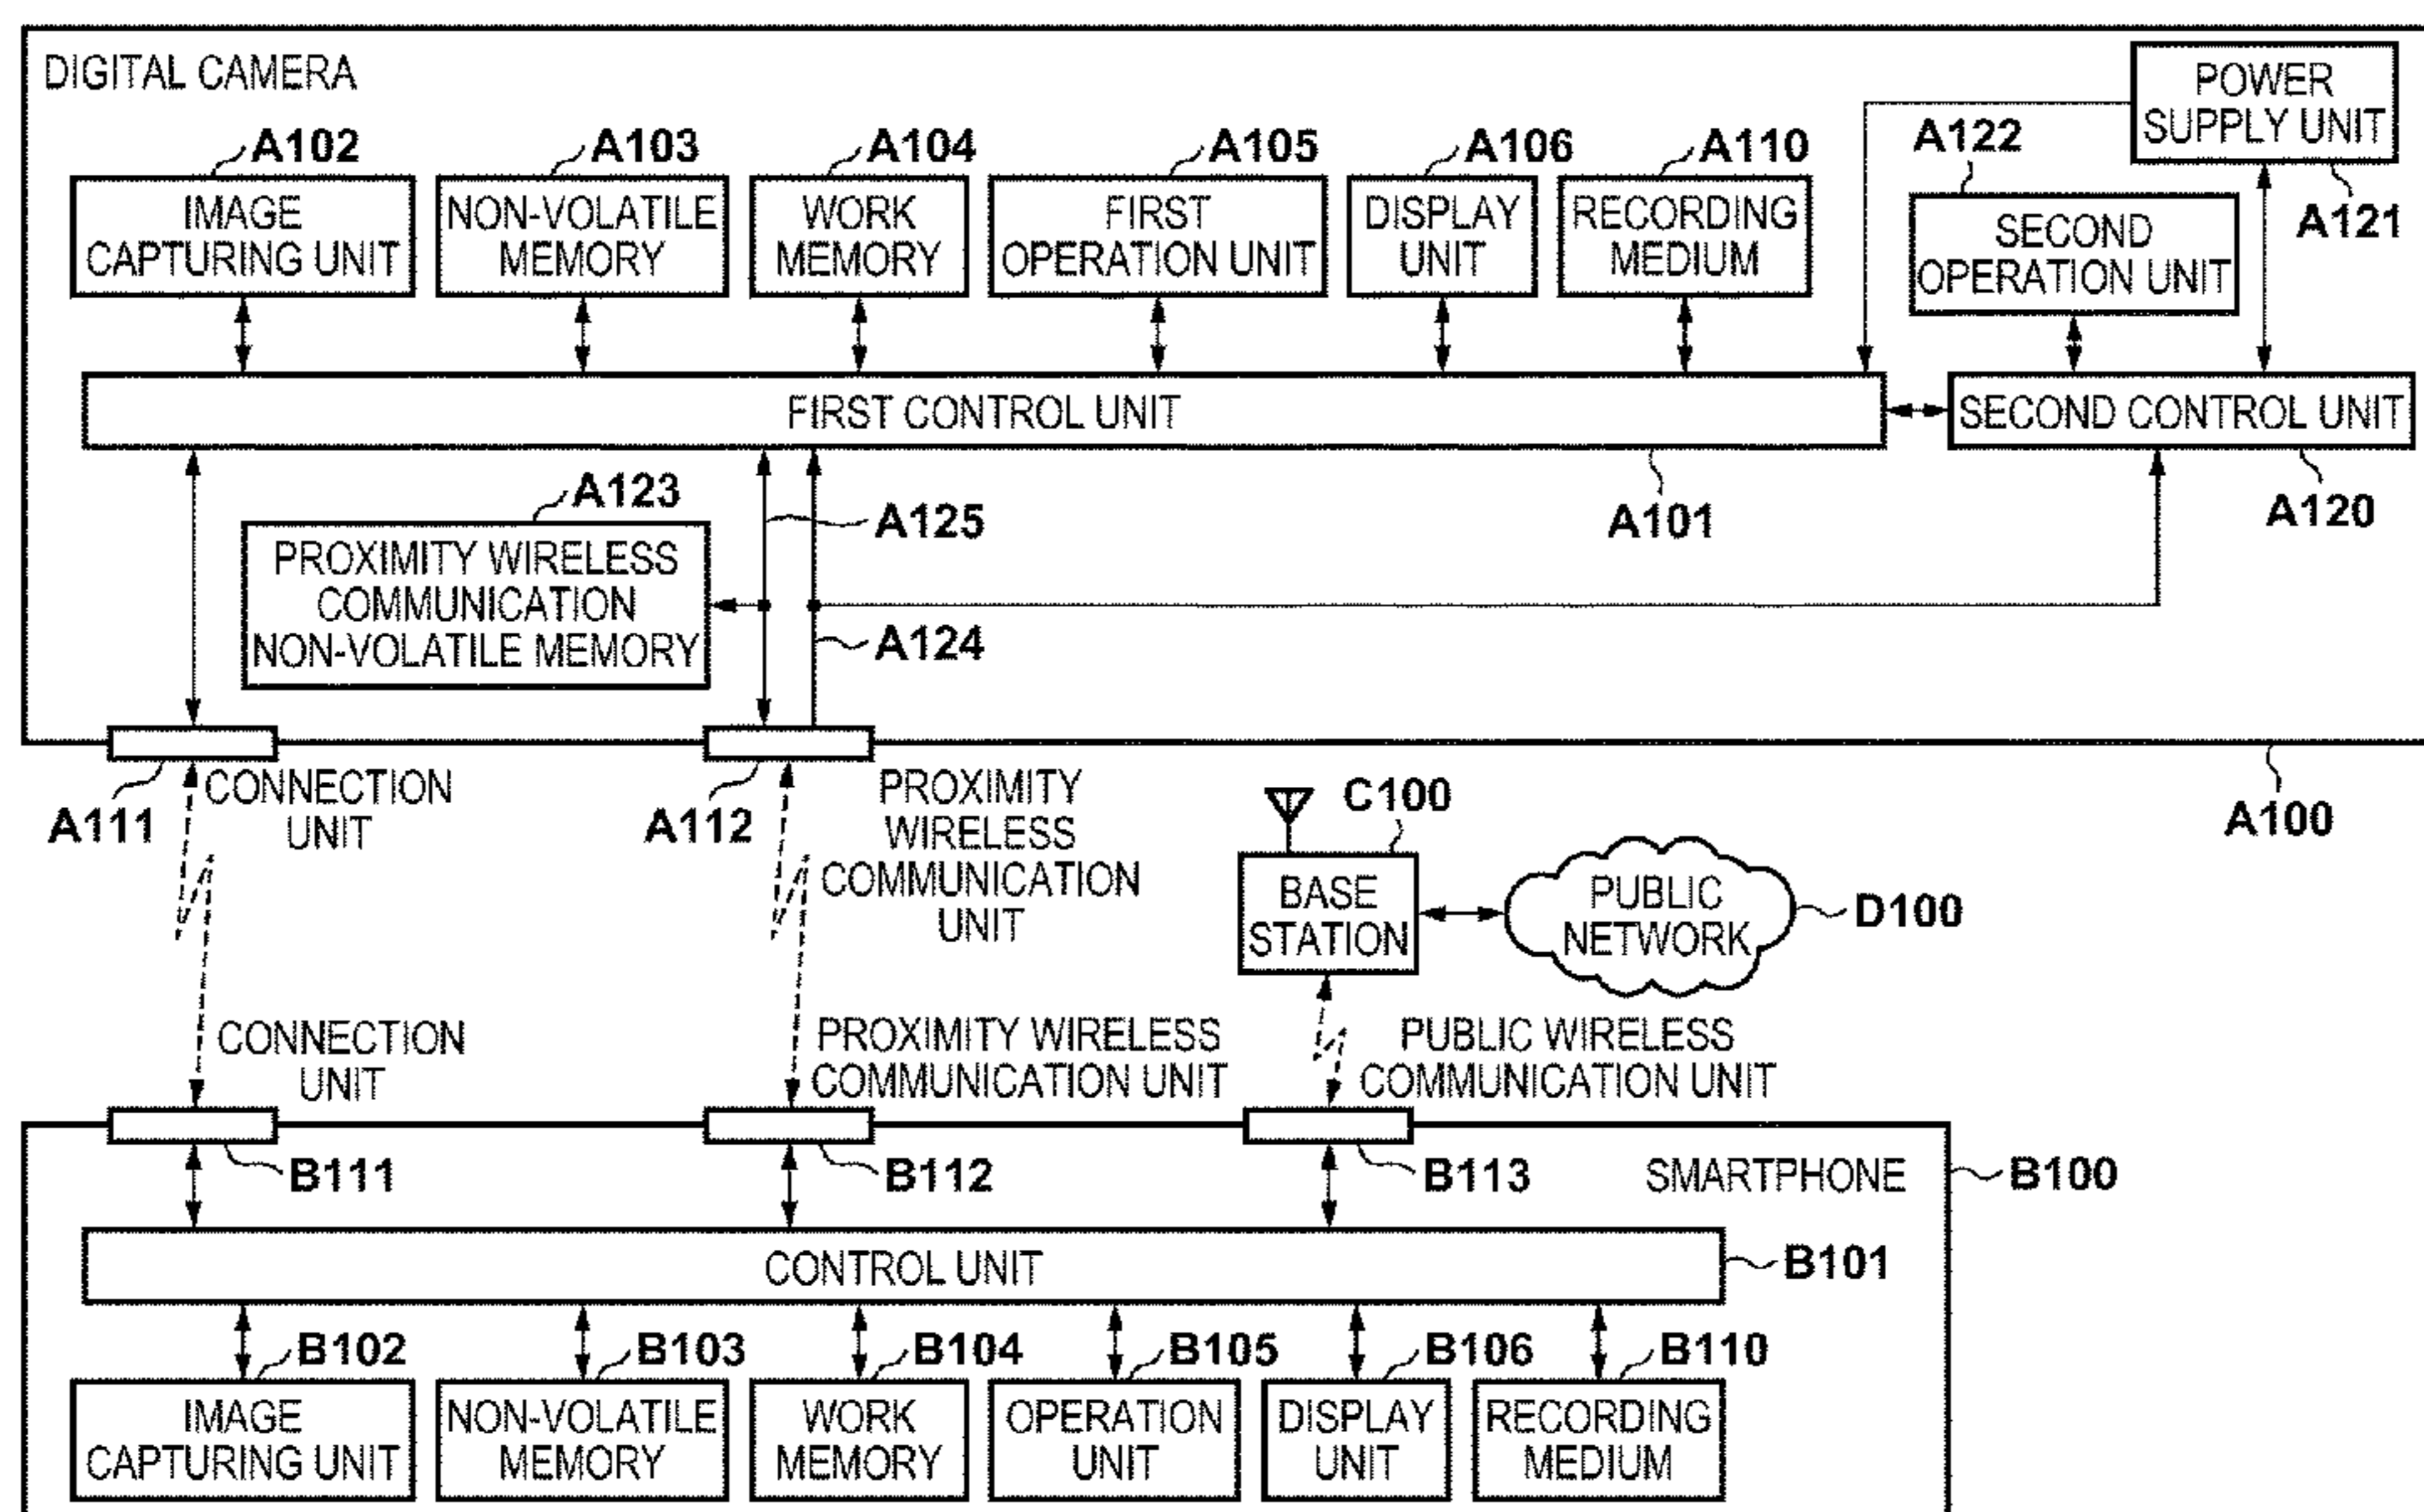 DIGITAL CAMERA
POWER
SUPPLY UNIT
A121
A122
SECOND
OPERATION UNIT
A102
IMAGE
CAPTURING UNIT
A103
NON-VOLATILE
MEMORY
A104
WORK
MEMORY
A105
FIRST
OPERATION UNIT
A106
DISPLAY
UNIT
A110
RECORDING
MEDIUM
FIRST CONTROL UNIT
A101
SECOND CONTROL UNIT
A120
A123
PROXIMITY WIRELESS
COMMUNICATION
NON-VOLATILE MEMORY
A125
A124
A111
CONNECTION
UNIT
A112
PROXIMITY
WIRELESS
COMMUNICATION
UNIT
A100
C100
BASE
STATION
PUBLIC
NETWORK
D100
CONNECTION
UNIT
PROXIMITY WIRELESS
COMMUNICATION UNIT
PUBLIC WIRELESS
COMMUNICATION UNIT
B111
B112
B113
SMARTPHONE
B100
CONTROL UNIT
B101
B102
IMAGE
CAPTURING UNIT
B103
NON-VOLATILE
MEMORY
B104
WORK
MEMORY
B105
OPERATION
UNIT
B106
DISPLAY
UNIT
B110
RECORDING
MEDIUM